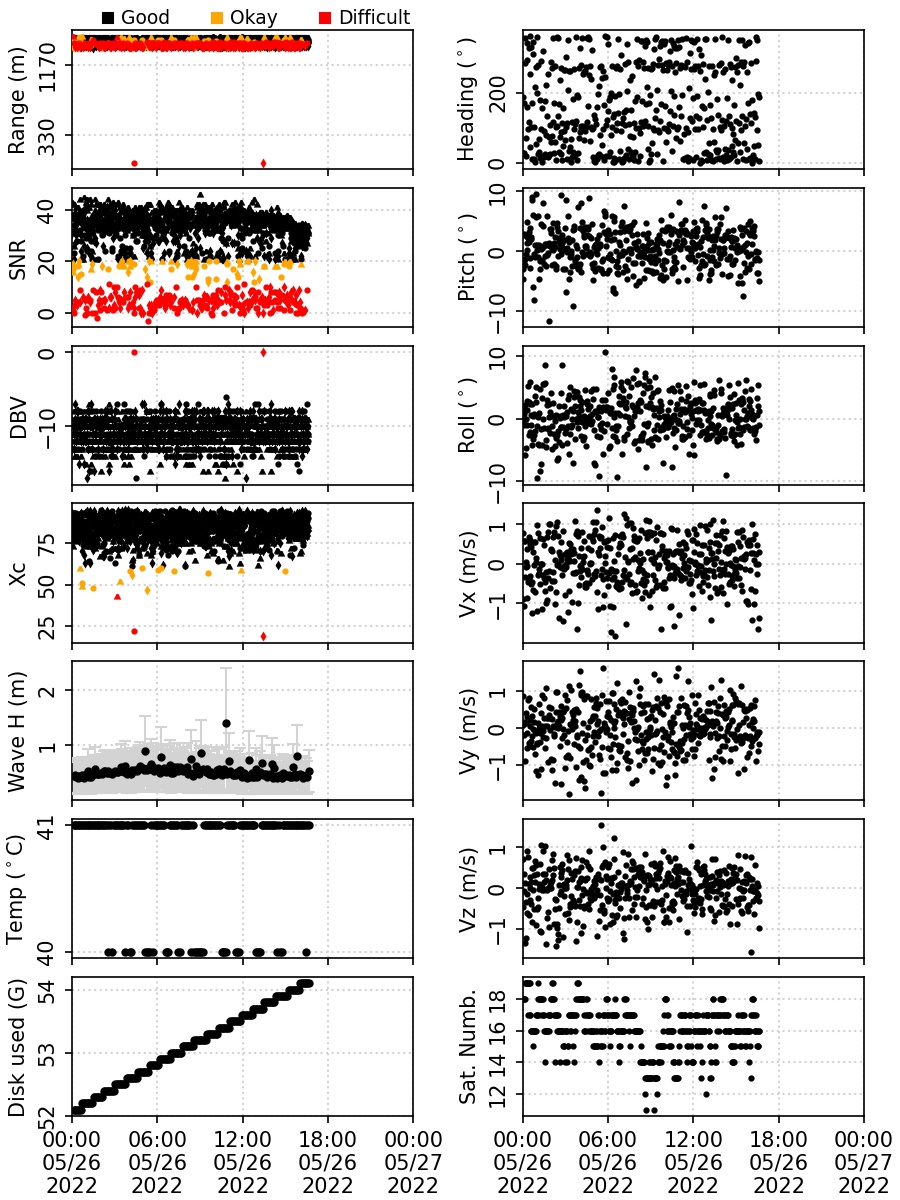 Good Okay Difficult
Range (m)
1170
330
Heading (°)
200
0
SNR
40
20
0
Pitch (°)
10
0
−10
DBV
0
−10
Roll (°)
10
0
−10
Xc
75
50
25
Vx (m/s)
1
0
−1
Wave H (m)
2
1
Vy (m/s)
1
0
−1
Temp (°C)
41
40
Vz (m/s)
1
0
−1
Disk used (G)
54
53
52
Sat. Numb.
18
16
14
12
00:00 06:00 12:00 18:00 00:00
05/26 05/26 05/26 05/26 05/27
2022 2022 2022 2022 2022
00:00 06:00 12:00 18:00 00:00
05/26 05/26 05/26 05/26 05/27
2022 2022 2022 2022 2022